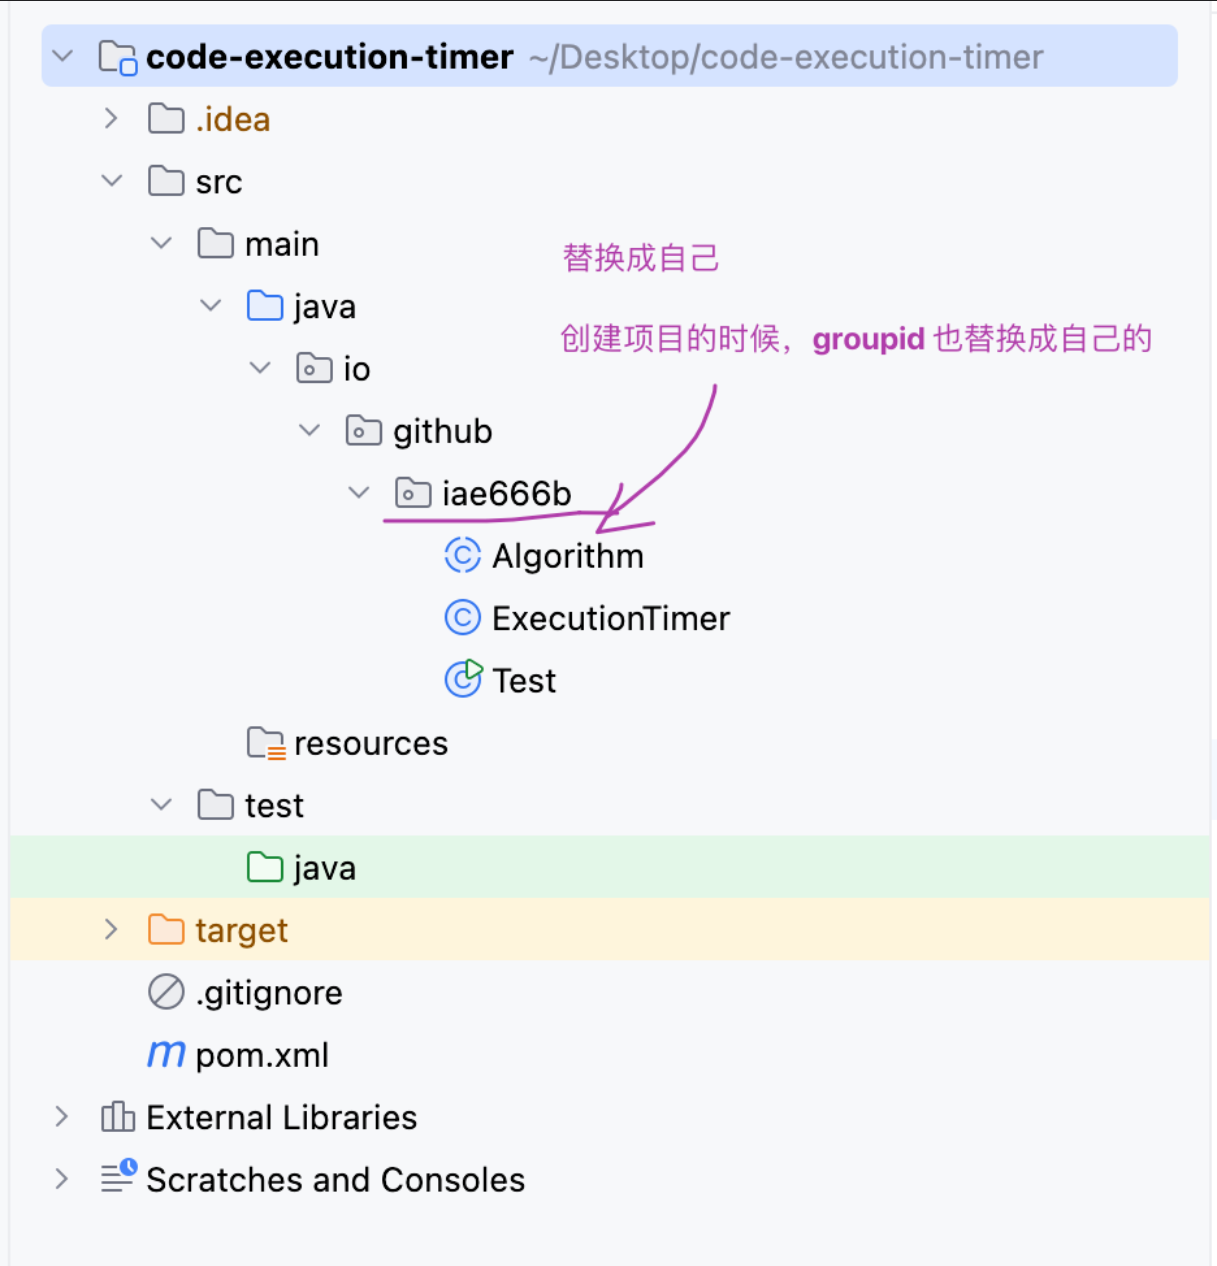 code-execution-timer ~/Desktop/code-execution-timer
.idea
src
main
替换成自己
java
创建项目的时候，groupid 也替换成自己的
io
github
iae666b
Algorithm
ExecutionTimer
Test
resources
test
java
target
.gitignore
pom.xml
External Libraries
Scratches and Consoles